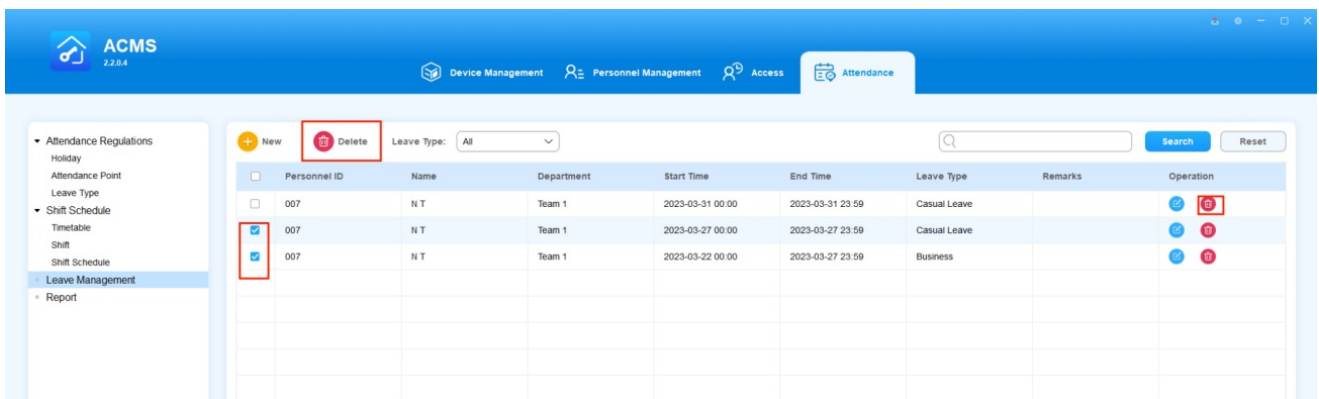 ACMS
2.2.0.4
Device Management Personnel Management Access Attendance
Attendance Regulations
Holiday
Attendance Point
Leave Type
Shift Schedule
Timetable
Shift
Shift Schedule
Leave Management
Report
New Delete Leave Type: All Search Reset
Personnel ID Name Department Start Time End Time Leave Type Remarks Operation
007 N T Team 1 2023-03-31 00:00 2023-03-31 23:59 Casual Leave
007 N T Team 1 2023-03-27 00:00 2023-03-27 23:59 Casual Leave
007 N T Team 1 2023-03-22 00:00 2023-03-27 23:59 Business